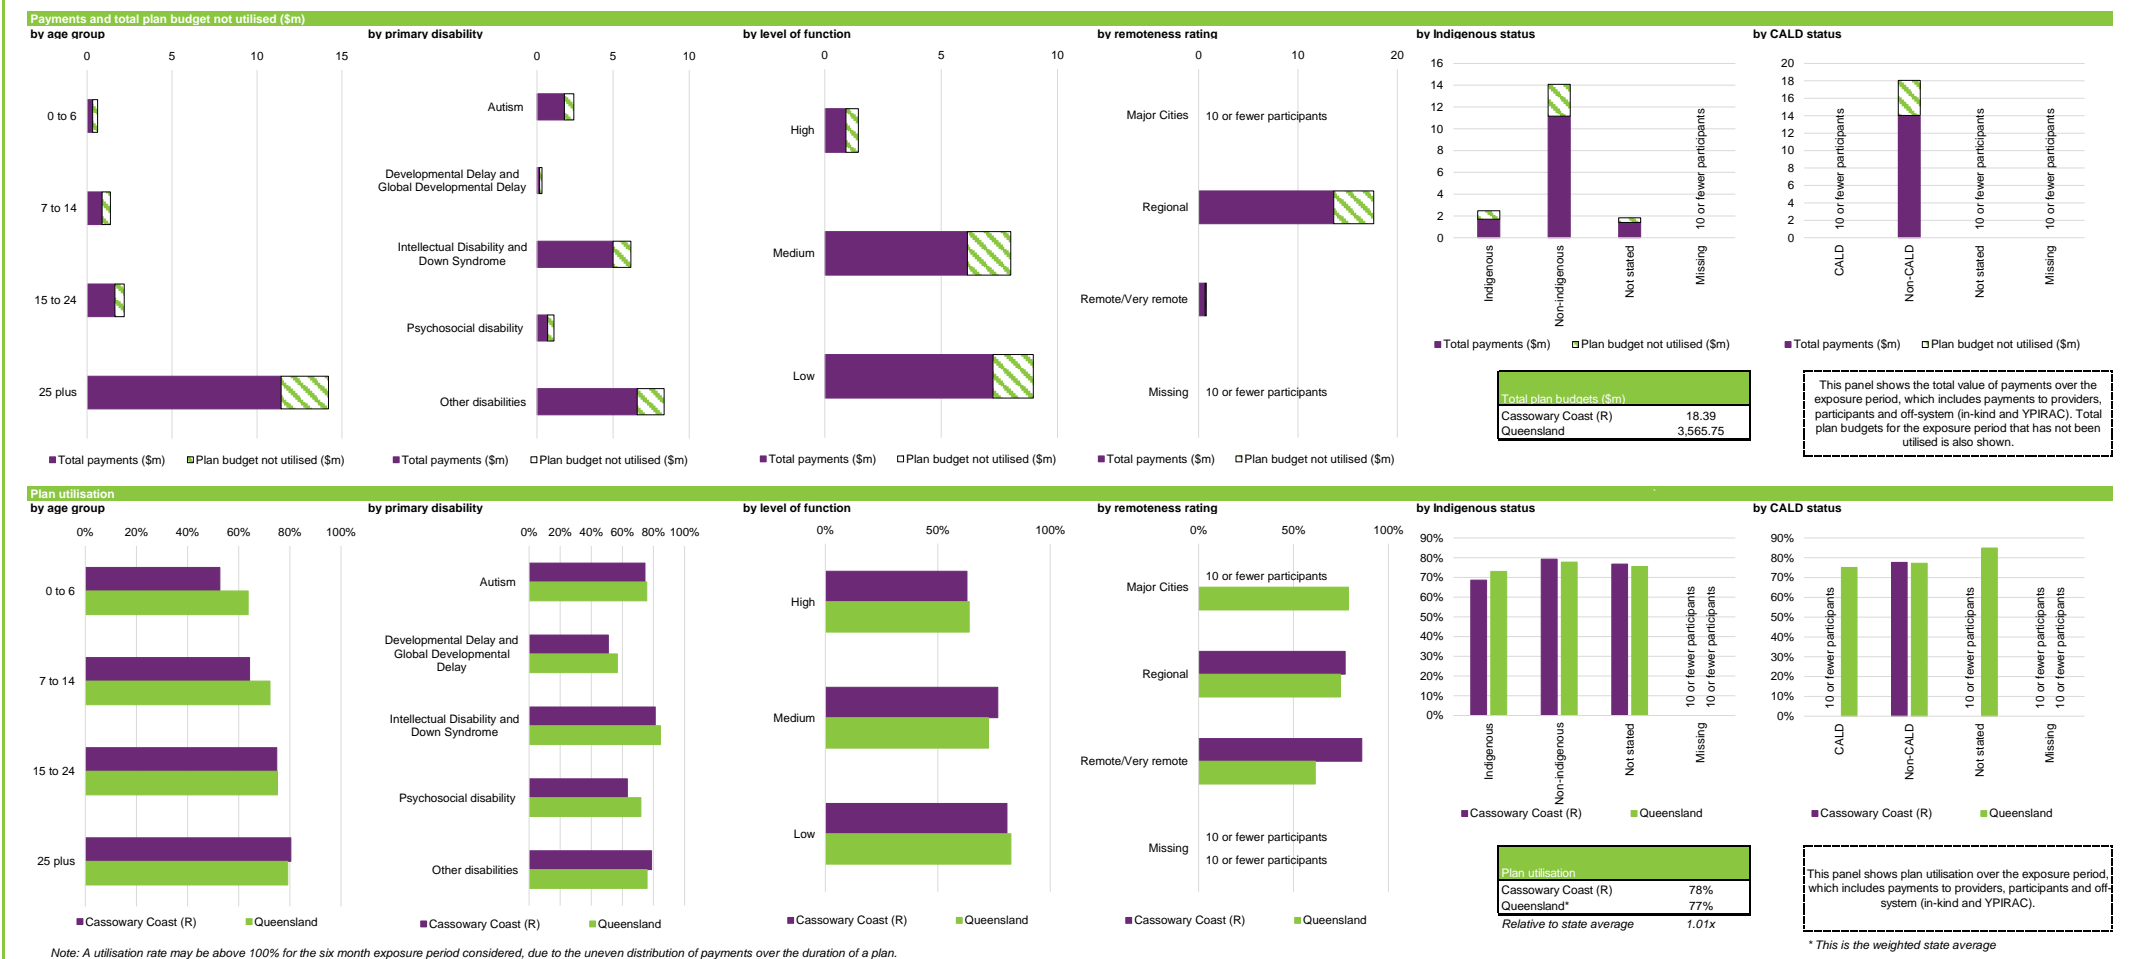 Payments and total plan budget not utilised ($m)
by age group
0 5 10 15
0 to 6
7 to 14
15 to 24
25 plus
Total payments ($m) Plan budget not utilised ($m)
by primary disability
0 5 10
Autism
Developmental Delay and
Global Developmental Delay
Intellectual Disability and
Down Syndrome
Psychosocial disability
Other disabilities
Total payments ($m) Plan budget not utilised ($m)
by level of function
0 5 10
High
Medium
Low
Total payments ($m) Plan budget not utilised ($m)
by remoteness rating
0 10 20
Major Cities 10 or fewer participants
Regional
Remote/Very remote
Missing 10 or fewer participants
Total payments ($m) Plan budget not utilised ($m)
by Indigenous status
16
14
12
10
8
6
4
2
0
10 or fewer participants
Indigenous
Non-indigenous
Not stated
Missing
Total payments ($m) Plan budget not utilised ($m)
Total plan budgets ($m)
Cassowary Coast (R) 18.39
Queensland 3,565.75
by CALD status
20
18
16
14
12
10
8
6
4
2
0
10 or fewer participants
10 or fewer participants
10 or fewer participants
CALD
Non-CALD
Not stated
Missing
Total payments ($m) Plan budget not utilised ($m)
This panel shows the total value of payments over the
exposure period, which includes payments to providers,
participants and off-system (in-kind and YPIRAC). Total
plan budgets for the exposure period that has not been
utilised is also shown.
Plan utilisation
by age group
0% 20% 40% 60% 80% 100%
0 to 6
7 to 14
15 to 24
25 plus
Cassowary Coast (R) Queensland
by primary disability
0% 20% 40% 60% 80% 100%
Autism
Developmental Delay and
Global Developmental
Delay
Intellectual Disability and
Down Syndrome
Psychosocial disability
Other disabilities
Cassowary Coast (R) Queensland
by level of function
0% 50% 100%
High
Medium
Low
Cassowary Coast (R) Queensland
by remoteness rating
0% 50% 100%
10 or fewer participants
Major Cities
Regional
Remote/Very remote
10 or fewer participants
Missing
10 or fewer participants
Cassowary Coast (R) Queensland
by Indigenous status
90%
80%
70%
60%
50%
40%
30%
20%
10%
0%
10 or fewer participants
10 or fewer participants
Indigenous
Non-indigenous
Not stated
Missing
Cassowary Coast (R) Queensland
Plan utilisation
Cassowary Coast (R) 78%
Queensland* 77%
Relative to state average 1.01x
by CALD status
90%
80%
70%
60%
50%
40%
30%
20%
10%
0%
10 or fewer participants
10 or fewer participants
10 or fewer participants
10 or fewer participants
CALD
Non-CALD
Not stated
Missing
Cassowary Coast (R) Queensland
This panel shows plan utilisation over the exposure period,
which includes payments to providers, participants and off-
system (in-kind and YPIRAC).
* This is the weighted state average
Note: A utilisation rate may be above 100% for the six month exposure period considered, due to the uneven distribution of payments over the duration of a plan.